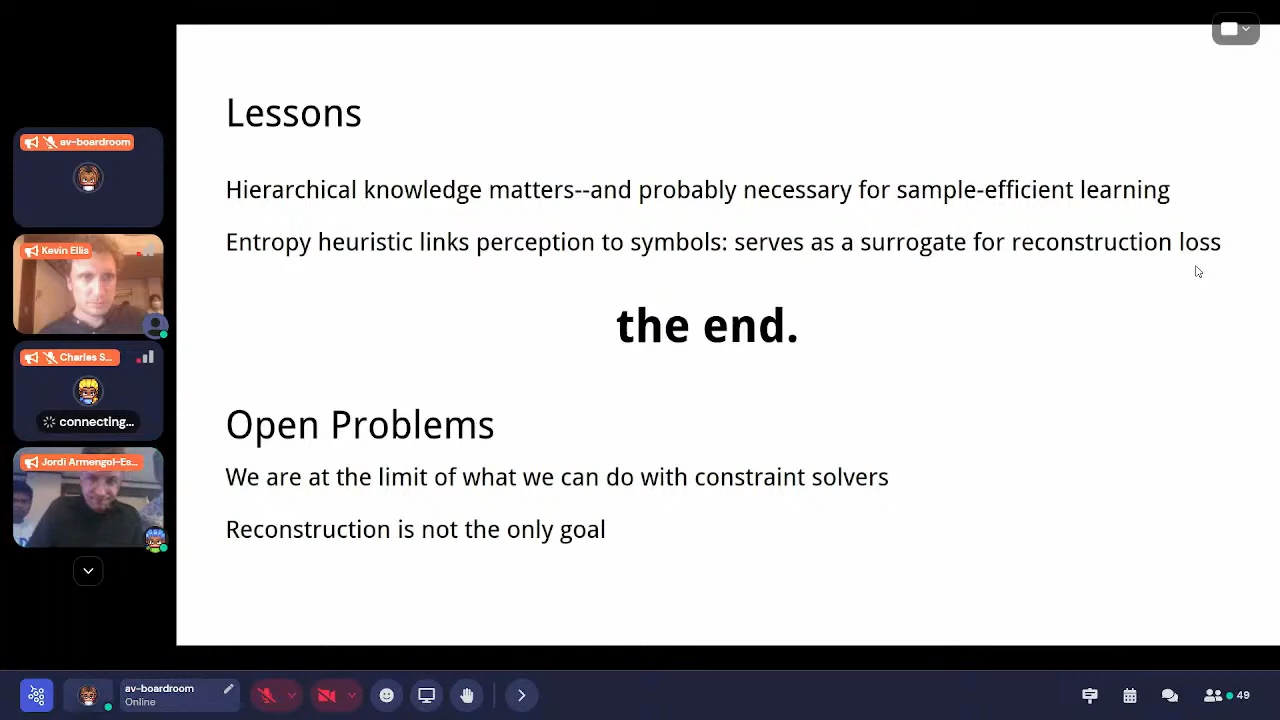 av-boardroom
Kevin Ellis
Charles S...
connecting...
Jordi Armengol-Es...
Lessons
Hierarchical knowledge matters--and probably necessary for sample-efficient learning
Entropy heuristic links perception to symbols: serves as a surrogate for reconstruction loss
the end.
Open Problems
We are at the limit of what we can do with constraint solvers
Reconstruction is not the only goal
av-boardroom
Online
49